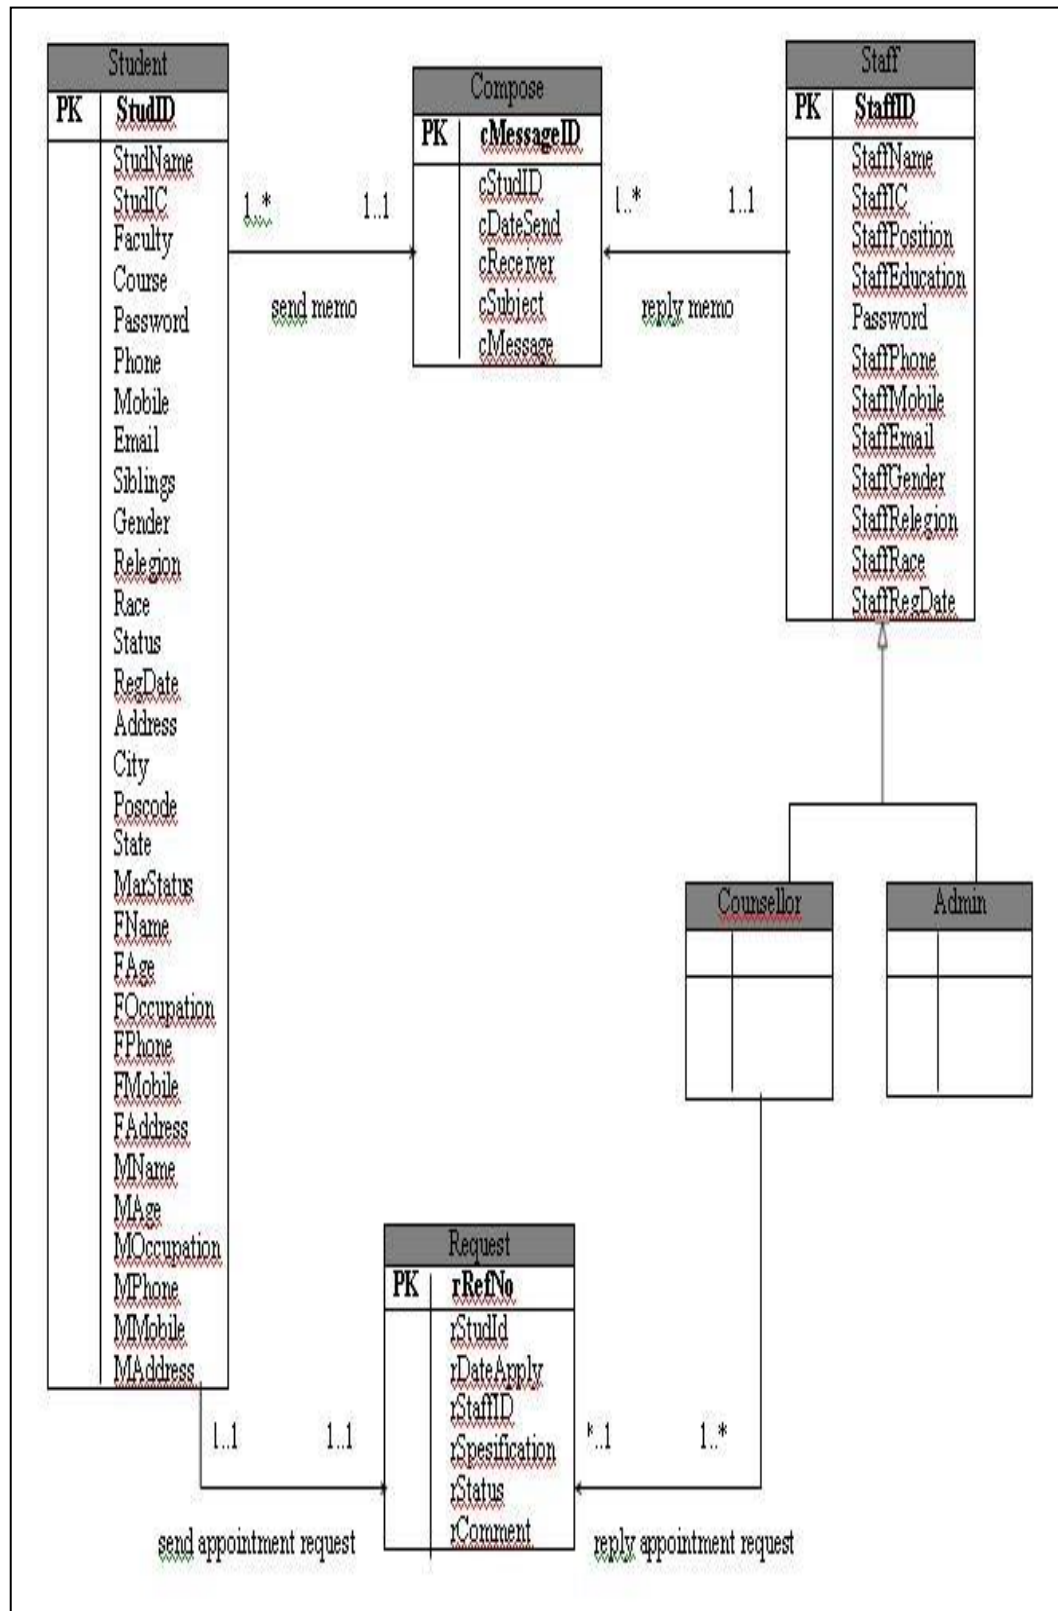 Student
PK StudID
StudName
StudIC
Faculty
Course
Password
Phone
Mobile
Email
Siblings
Gender
Relegion
Race
Status
RegDate
Address
City
Poscode
State
MarStatus
FName
FAge
FOccupation
FPhone
FMobile
FAddress
MName
MAge
MOccupation
MPhone
MMobile
MAddress
1..* 1..1
send memo
Compose
PK cMessageID
cStudID
cDateSend
cReceiver
cSubject
cMessage
1..* 1..1
reply memo
Staff
PK StaffID
StaffName
StaffIC
StaffPosition
StaffEducation
Password
StaffPhone
StaffMobile
StaffEmail
StaffGender
StaffRelegion
StaffRace
StaffRegDate
Counsellor
Admin
1..1 1..1
send appointment request
Request
PK rRefNo
rStudId
rDateApply
rStaffID
rSpesification
rStatus
rComment
*..1 1..*
reply appointment request